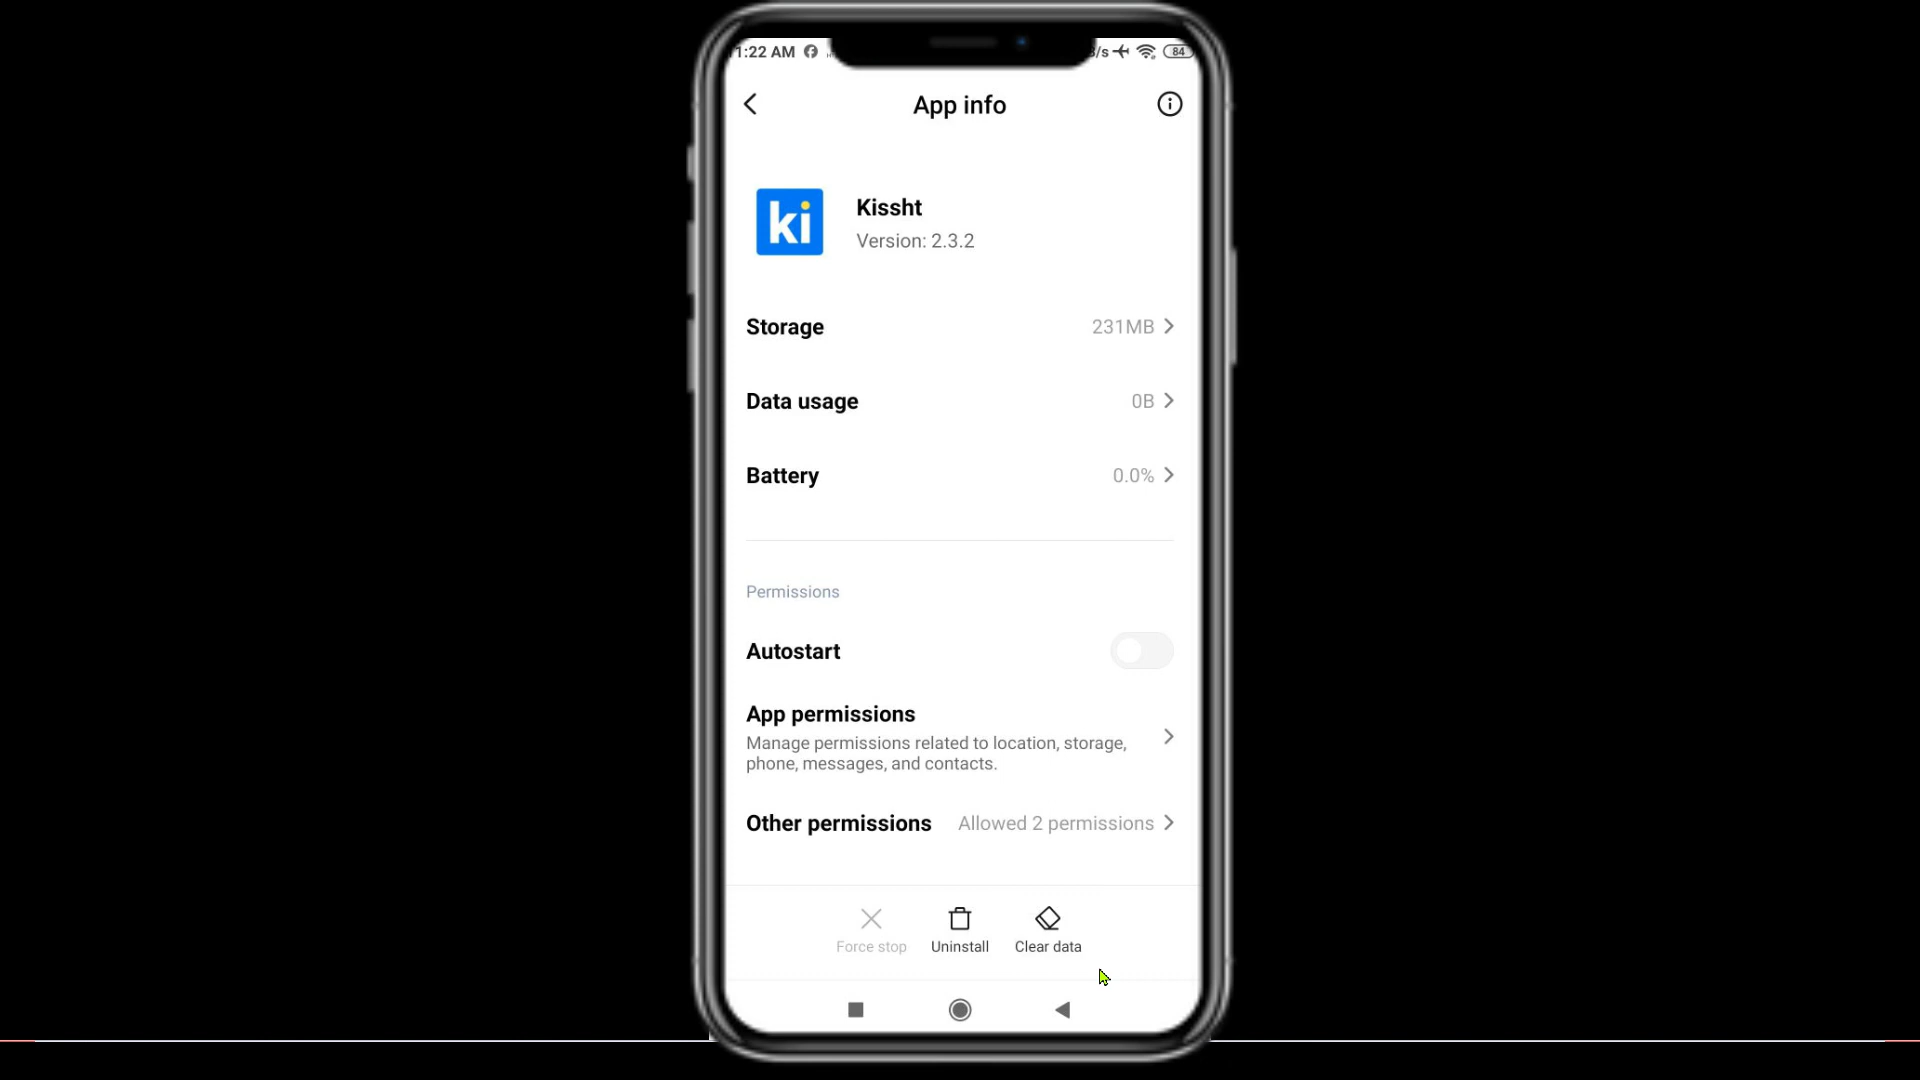 1:22 AM
/s 84
App info
ki Kissht
Version: 2.3.2
Storage 231MB
Data usage 0B
Battery 0.0%
Permissions
Autostart
App permissions
Manage permissions related to location, storage,
phone, messages, and contacts.
Other permissions Allowed 2 permissions
Force stop Uninstall Clear data